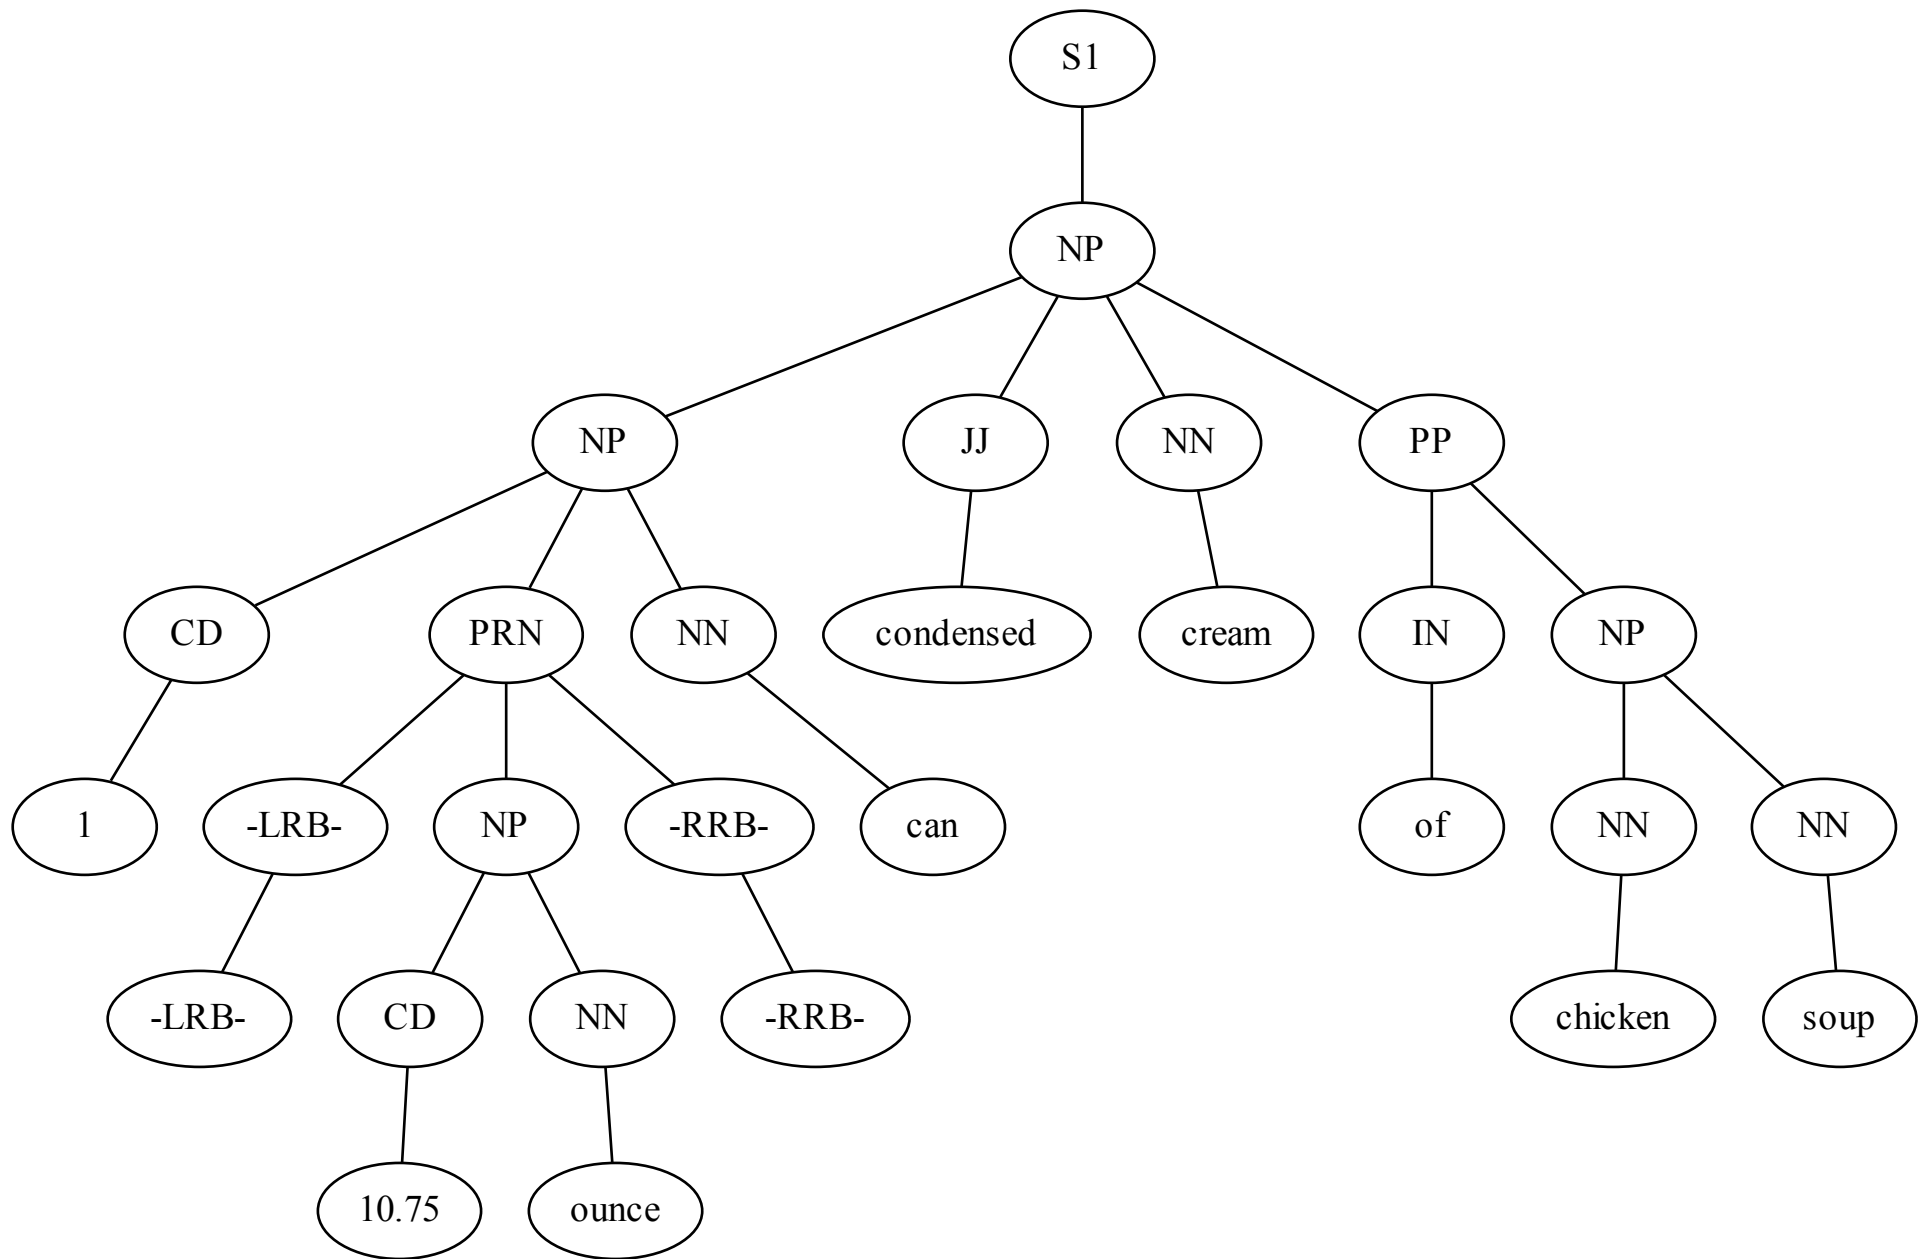 S1
NP
NP JJ NN PP
CD PRN NN condensed cream IN NP
1 -LRB- NP -RRB- can of NN NN
-LRB- CD NN -RRB- chicken soup
10.75 ounce